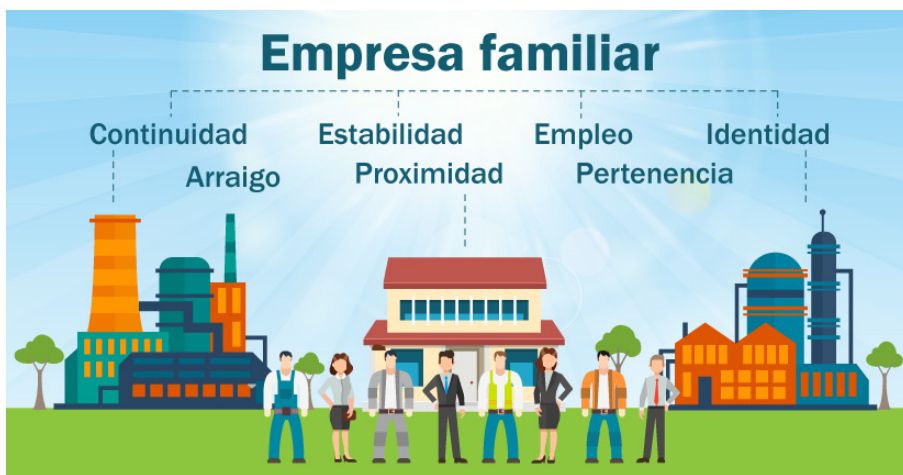 Empresa familiar
Continuidad Estabilidad Empleo Identidad
Arraigo Proximidad Pertenencia